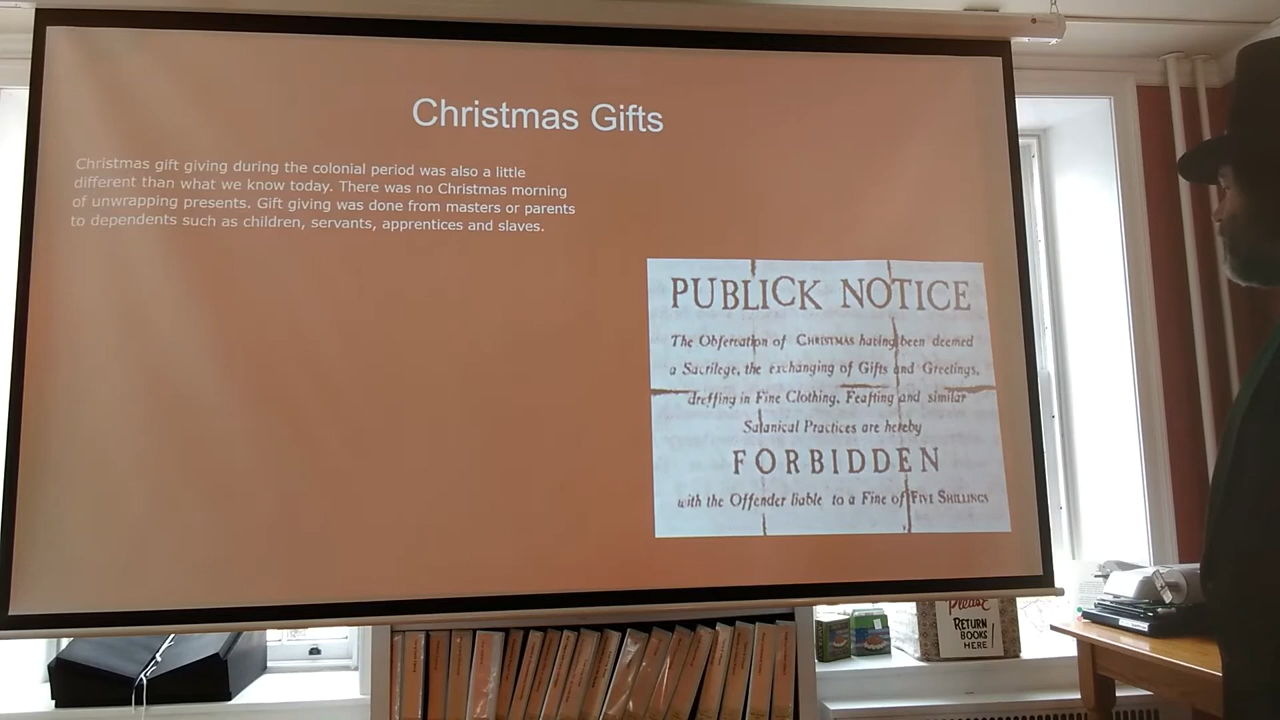 Christmas Gifts
Christmas gift giving during the colonial period was also a little
different than what we know today. There was no Christmas morning
of unwrapping presents. Gift giving was done from masters or parents
to dependents such as children, servants, apprentices and slaves.
PUBLICK NOTICE
The Obſervation of CHRISTMAS having been deemed
a Sacrilege, the exchanging of Gifts and Greetings,
dreſſing in Fine Clothing, Feaſting and similar
Satanical Practices are hereby
FORBIDDEN
with the Offender liable to a Fine of FIVE SHILLINGS
Please
RETURN
BOOKS
HERE!